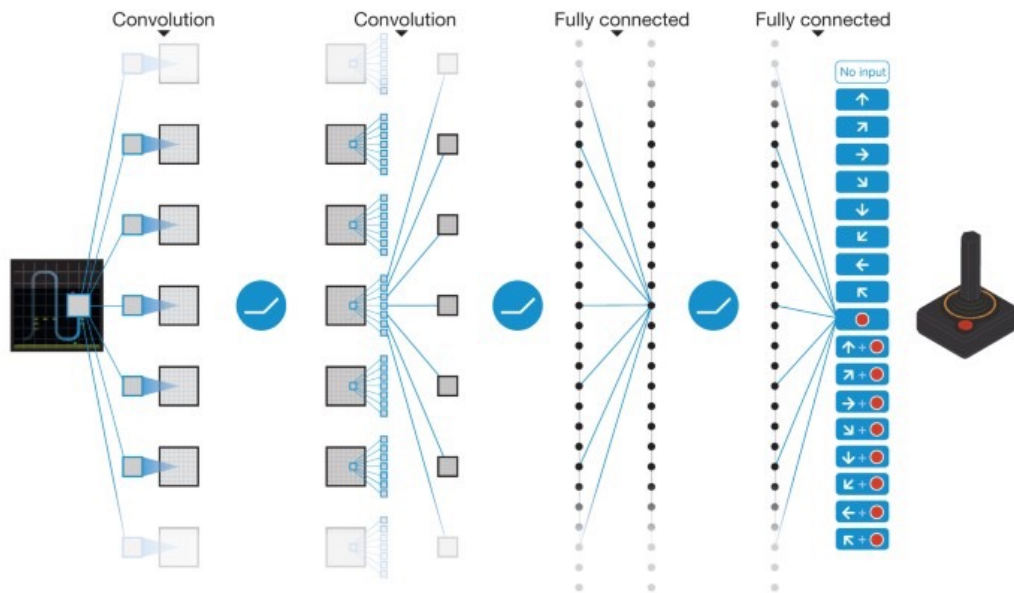 Convolution
Convolution
Fully connected
Fully connected
No input
+
+
+
+
+
+
+
+